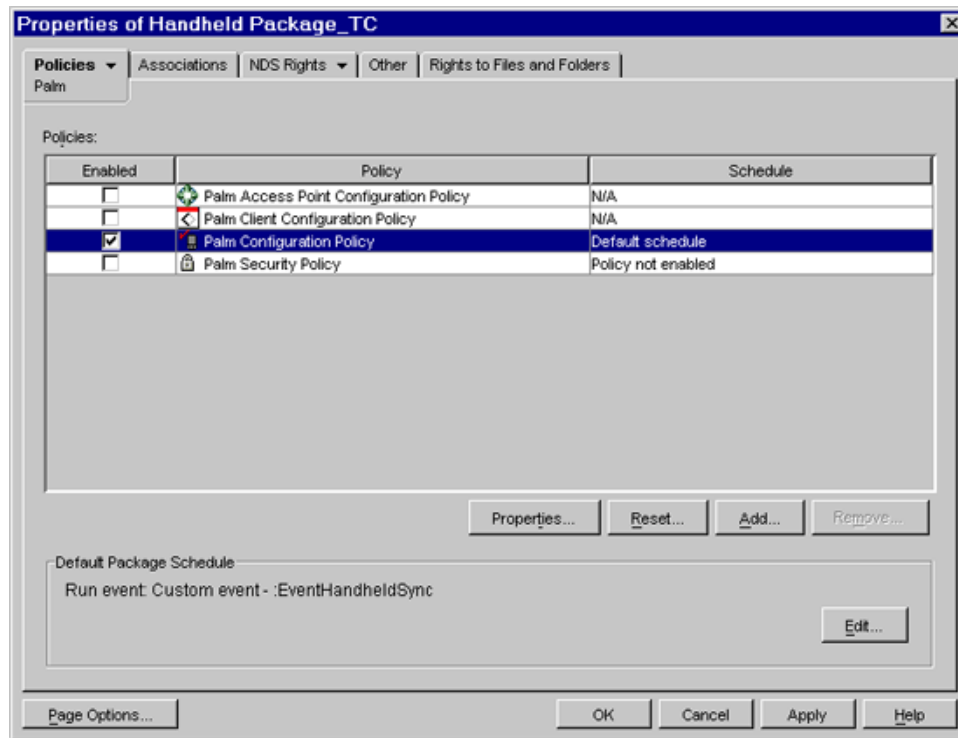 Properties of Handheld Package_TC
Policies Associations NDS Rights Other Rights to Files and Folders
Palm
Policies:
Enabled Policy Schedule
Palm Access Point Configuration Policy N/A
Palm Client Configuration Policy N/A
Palm Configuration Policy Default schedule
Palm Security Policy Policy not enabled
Properties... Reset... Add... Remove...
Default Package Schedule
Run event: Custom event - :EventHandheldSync
Edit...
Page Options... OK Cancel Apply Help